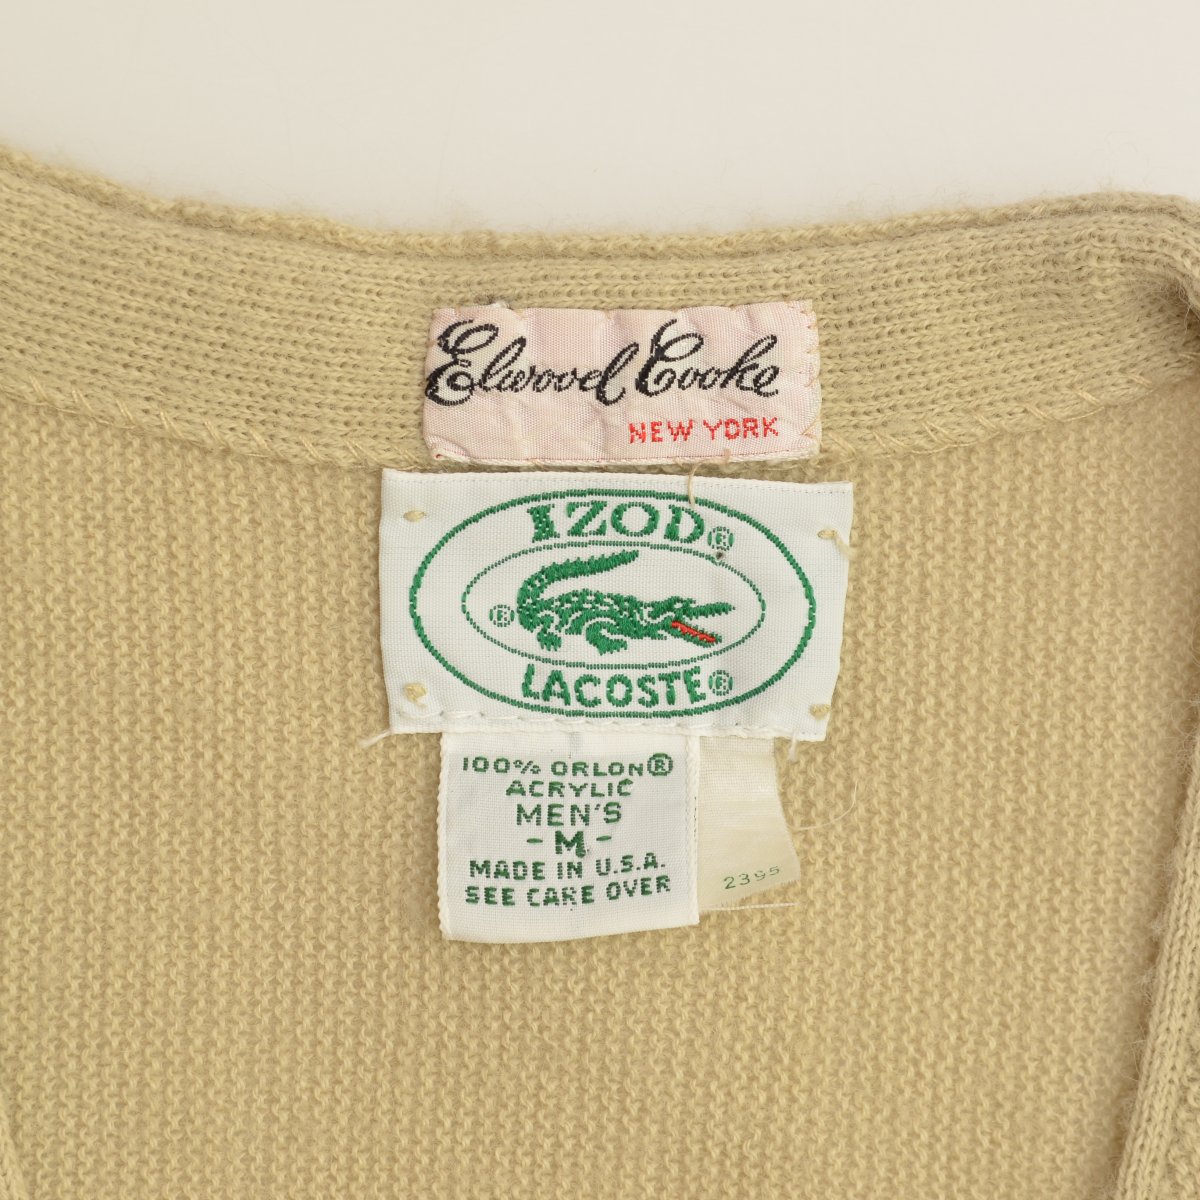 Elwood Cooke
NEW YORK
IZOD®
®
LACOSTE®
100% ORLON®
ACRYLIC
MEN'S
-M-
MADE IN U.S.A.
SEE CARE OVER
2395